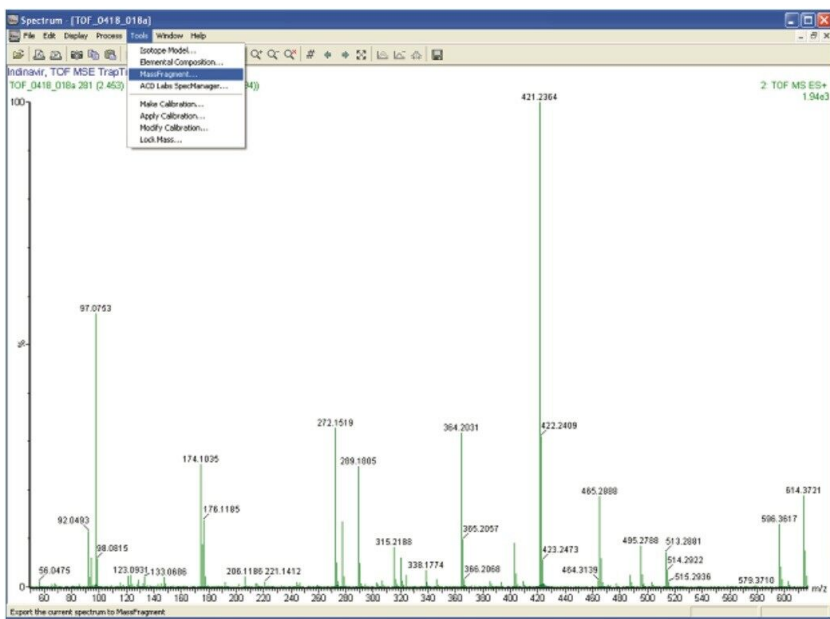 Spectrum - [TOF_0418_018a]
File Edit Display Process Tools Window Help
Isotope Model...
Elemental Composition...
MassFragment...
ACD Labs SpecManager...
Make Calibration...
Apply Calibration...
Modify Calibration...
Lock Mass...
Indinavir, TOF MSE
TOF_0418_018a 281 (2.453)
2: TOF MS ES+
1.94e3
100
%
0
421.2364
97.0763
422.2409
272.1519
364.2031
174.1035
289.1805
176.1185
465.2888
614.3721
92.0493
98.0815
365.2057
596.3617
315.2188
495.2788
513.2881
423.2473
514.2922
56.0475
123.0931
133.0686
206.1186
221.1412
338.1774
366.2068
464.3139
515.2936
579.3710
60 80 100 120 140 160 180 200 220 240 260 280 300 320 340 360 380 400 420 440 460 480 500 520 540 560 580 600 m/z
Export the current spectrum to MassFragment